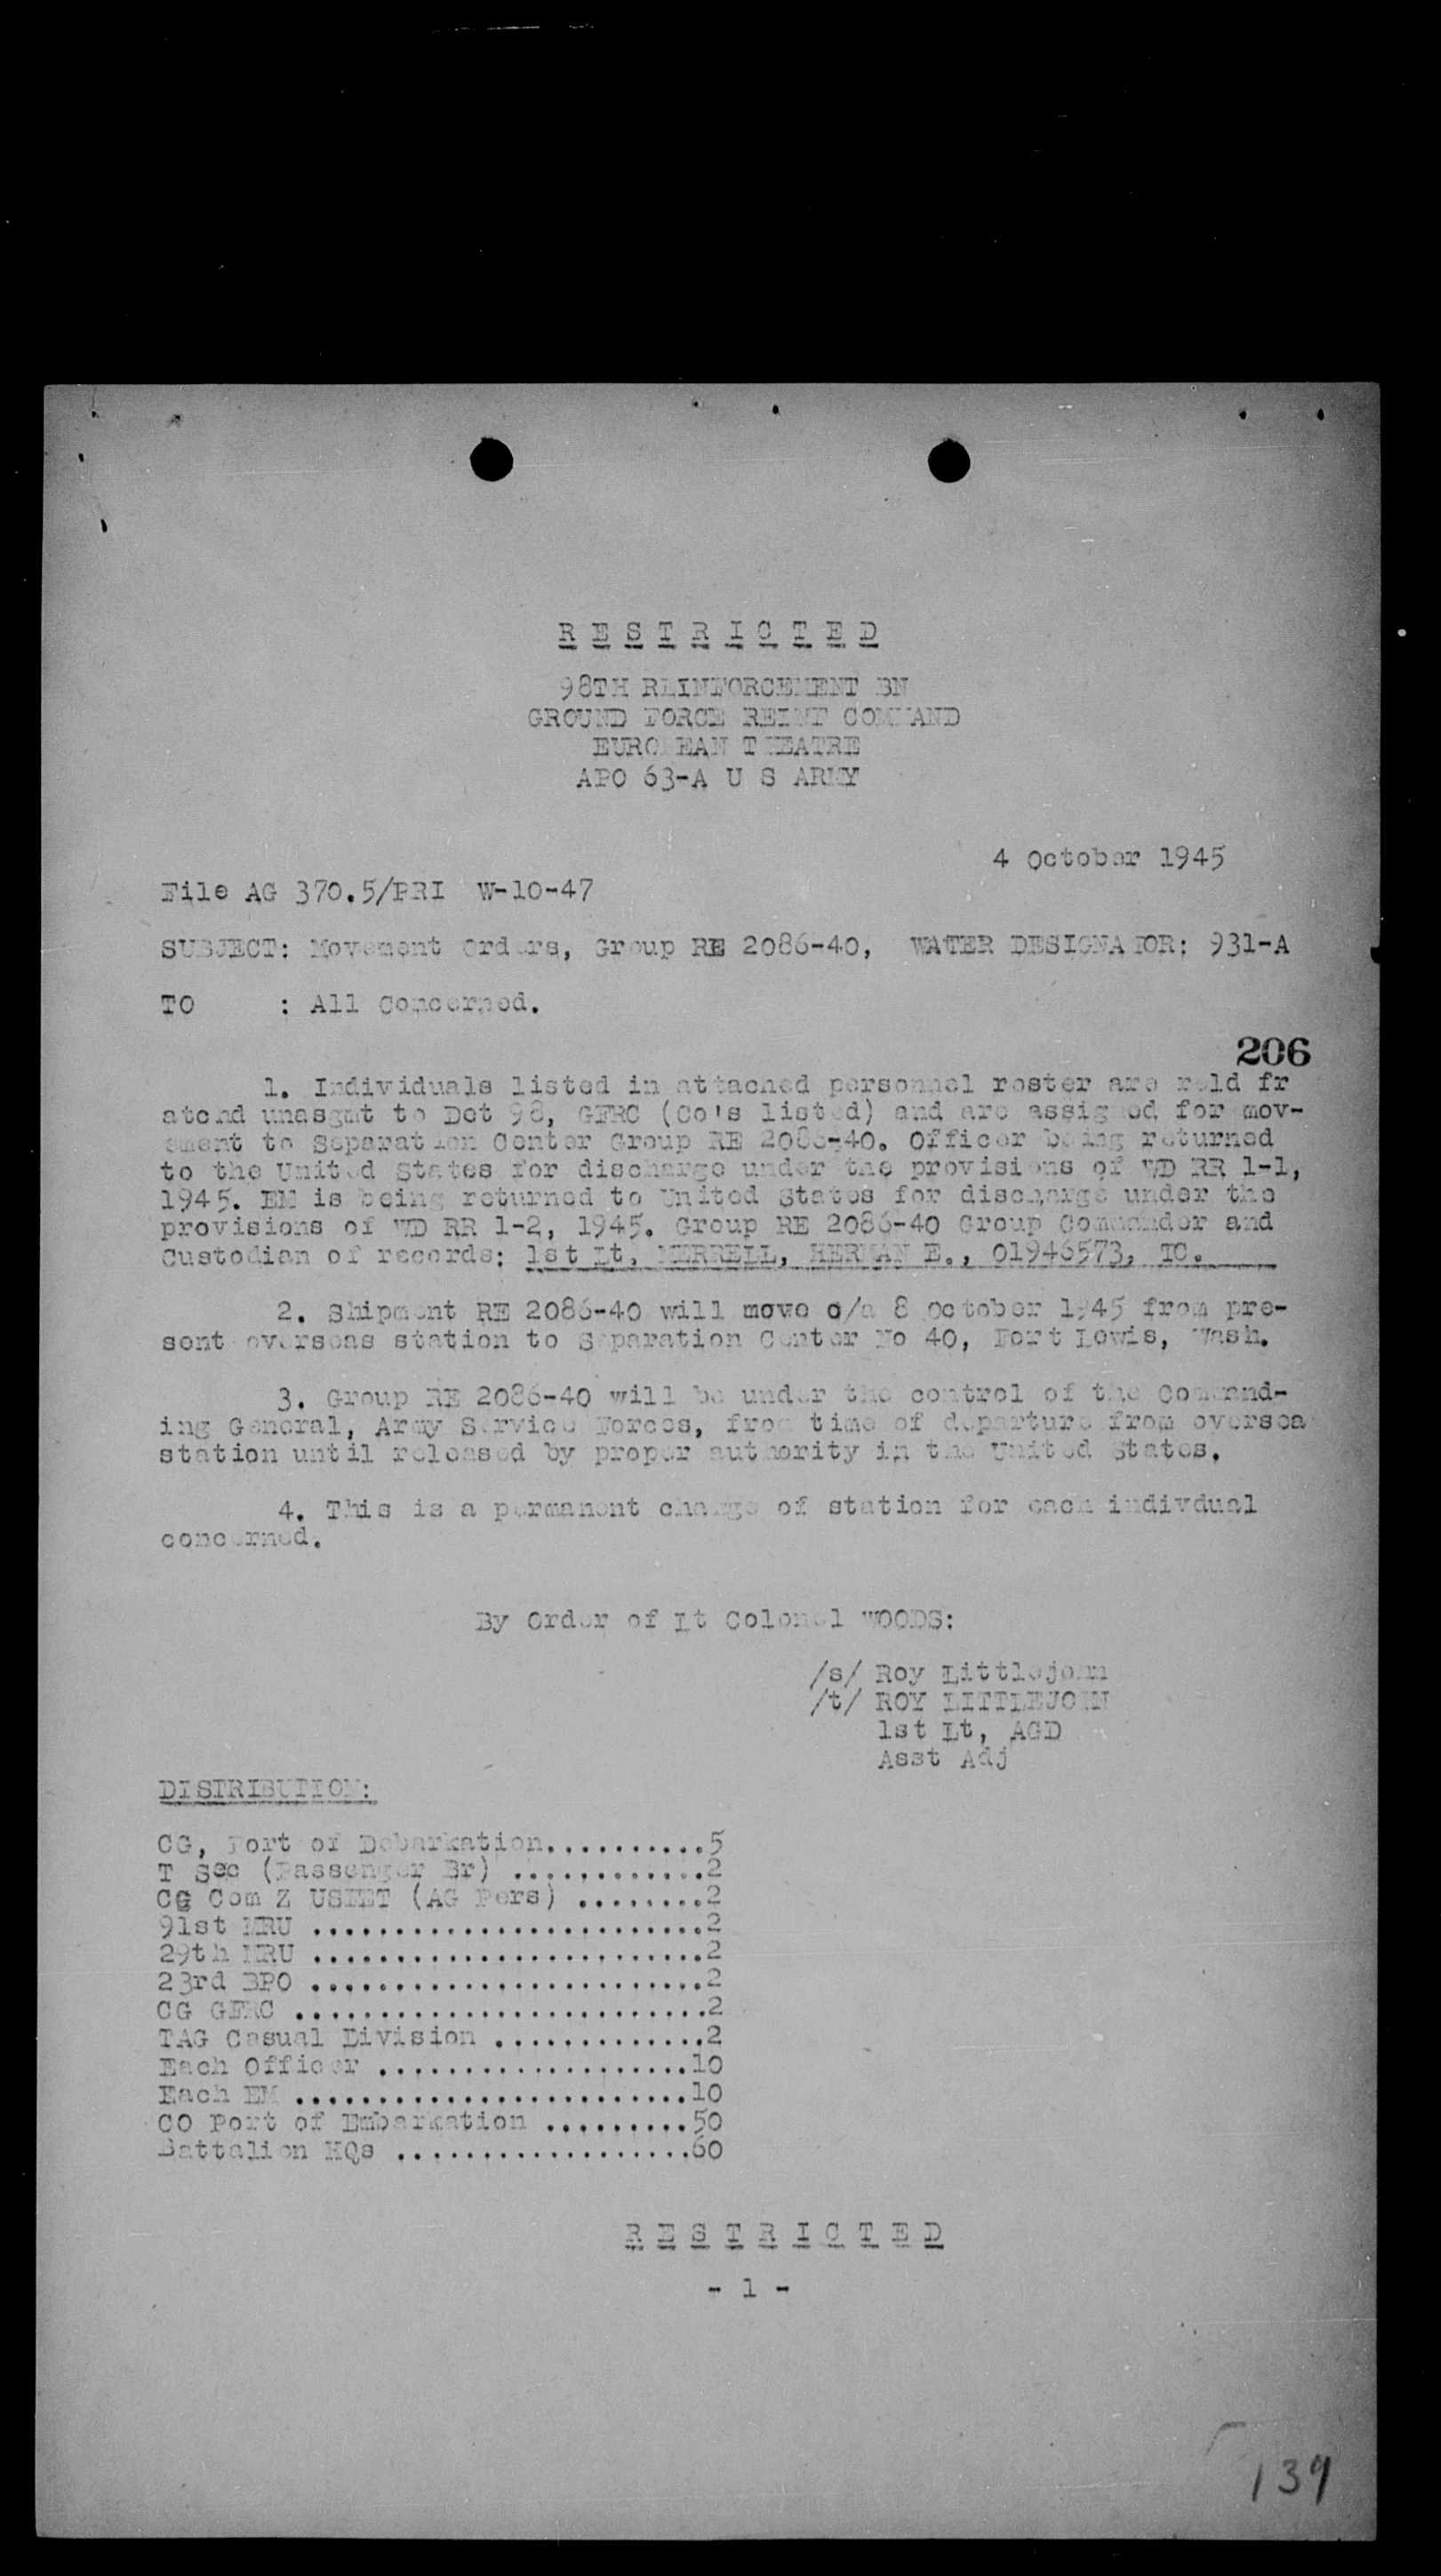 R E S T R I C T E D
98TH REINFORCEMENT BN
GROUND FORCE REINF COMMAND
EUROPEAN THEATRE
APO 63-A U S ARMY
4 October 1945
File AG 370.5/PRI W-10-47
SUBJECT: Movement Orders, Group RE 2086-40, WATER DESIGNATOR: 931-A
TO : All Concerned.
206
1. Individuals listed in attached personnel roster are reld fr
atchd unasgmt to Det 98, GFRC (Co's listed) and are assigned for mov-
ement to Separation Center Group RE 2086-40. Officer being returned
to the United States for discharge under the provisions of WD RR 1-1,
1945. EM is being returned to United States for discharge under the
provisions of WD RR 1-2, 1945. Group RE 2086-40 Group Commander and
Custodian of records: 1st Lt, MERRELL, HERMAN E., O1946573, TC.
2. Shipment RE 2086-40 will move o/a 8 October 1945 from pre-
sent overseas station to Separation Center No 40, Fort Lewis, Wash.
3. Group RE 2086-40 will be under the control of the Command-
ing General, Army Service Forces, from time of departure from oversea
station until released by proper authority in the United States.
4. This is a permanent change of station for each indivdual
concerned.
By Order of Lt Colonel WOODS:
/s/ Roy Littlejohn
/t/ ROY LITTLEJOHN
1st Lt, AGD
Asst Adj
DISTRIBUTION:
CG, Port of Debarkation..........5
T Sec (Passenger Br) ............2
CG Com Z USFET (AG Pers) ........2
91st MRU ........................2
29th MRU ........................2
23rd BPO ........................2
CG GFRC .........................2
TAG Casual Division .............2
Each Officer ...................10
Each EM ........................10
CO Port of Embarkation .........50
Battalion HQs ..................60
R E S T R I C T E D
- 1 -
139